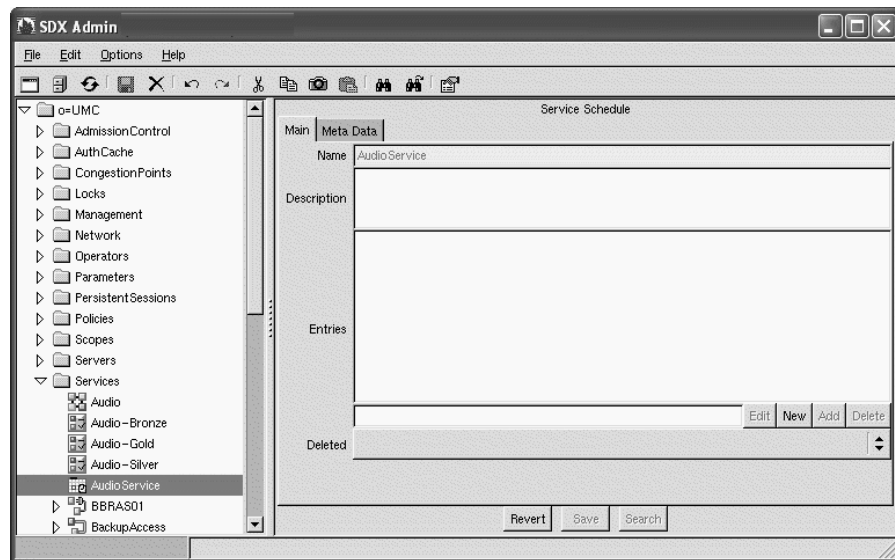 SDX Admin
File Edit Options Help
o=UMC
AdmissionControl
AuthCache
CongestionPoints
Locks
Management
Network
Operators
Parameters
PersistentSessions
Policies
Scopes
Servers
Services
Audio
Audio-Bronze
Audio-Gold
Audio-Silver
AudioService
BBRAS01
BackupAccess
Service Schedule
Main Meta Data
Name AudioService
Description
Entries
Edit New Add Delete
Deleted
Revert Save Search